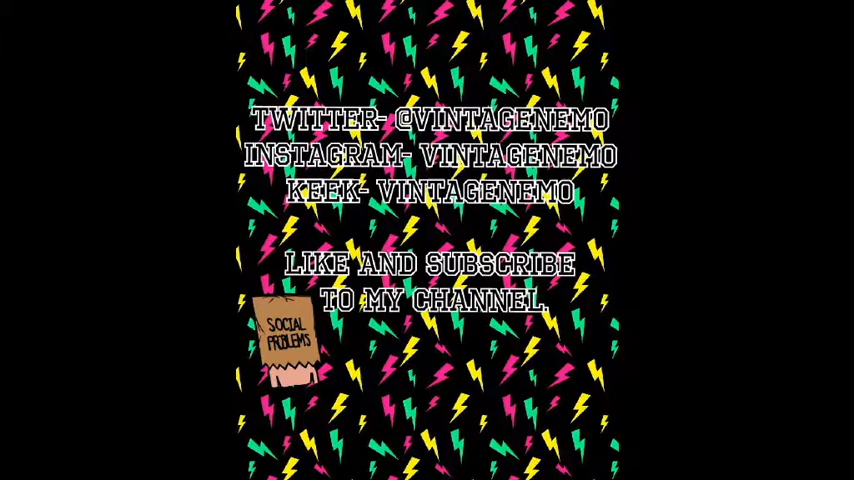 TWITTER- @VINTAGENEMO
INSTAGRAM- VINTAGENEMO
KEEK- VINTAGENEMO
LIKE AND SUBSCRIBE
TO MY CHANNEL.
SOCIAL
PROBLEMS